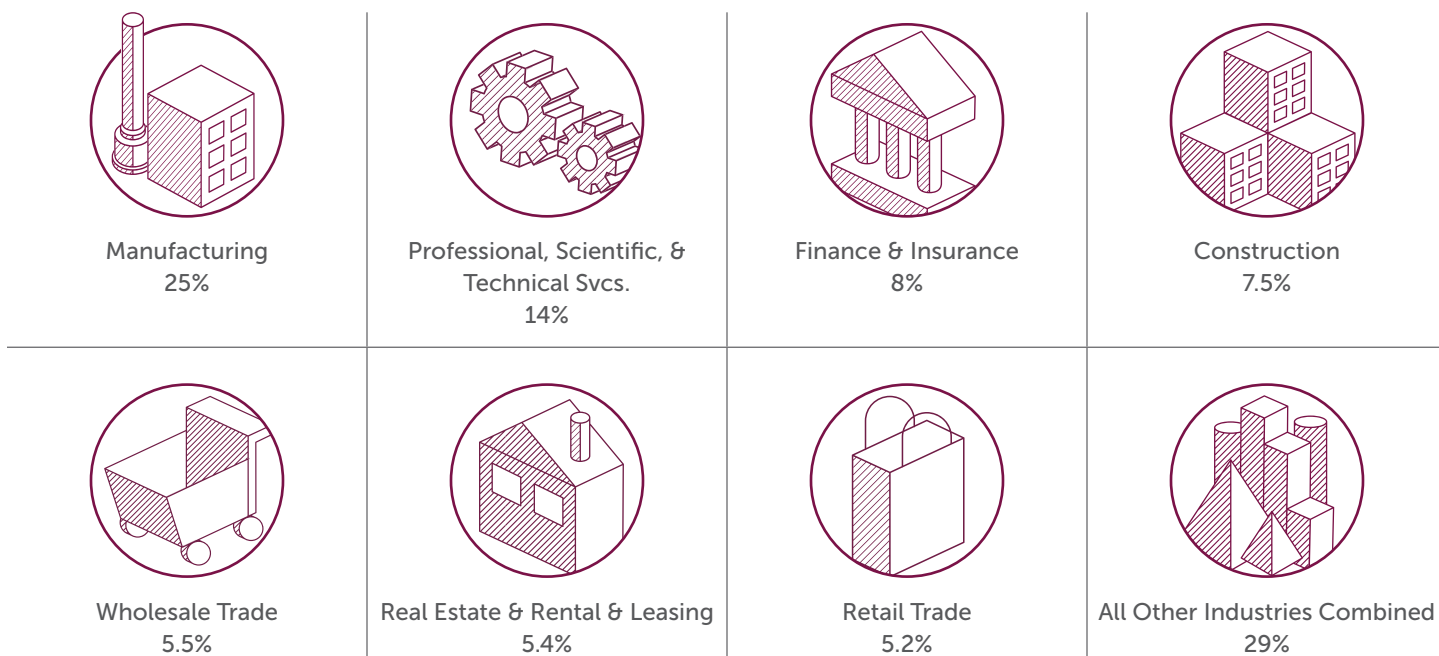 Manufacturing
25%
Professional, Scientific, &
Technical Svcs.
14%
Finance & Insurance
8%
Construction
7.5%
Wholesale Trade
5.5%
Real Estate & Rental & Leasing
5.4%
Retail Trade
5.2%
All Other Industries Combined
29%